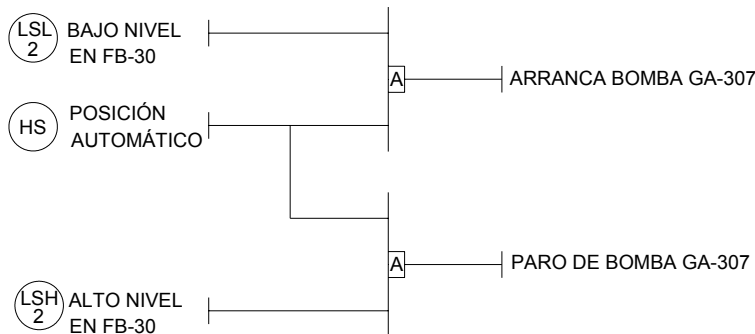 LSL
2
BAJO NIVEL
EN FB-30
A
ARRANCA BOMBA GA-307
HS
POSICIÓN
AUTOMÁTICO
A
PARO DE BOMBA GA-307
LSH
2
ALTO NIVEL
EN FB-30